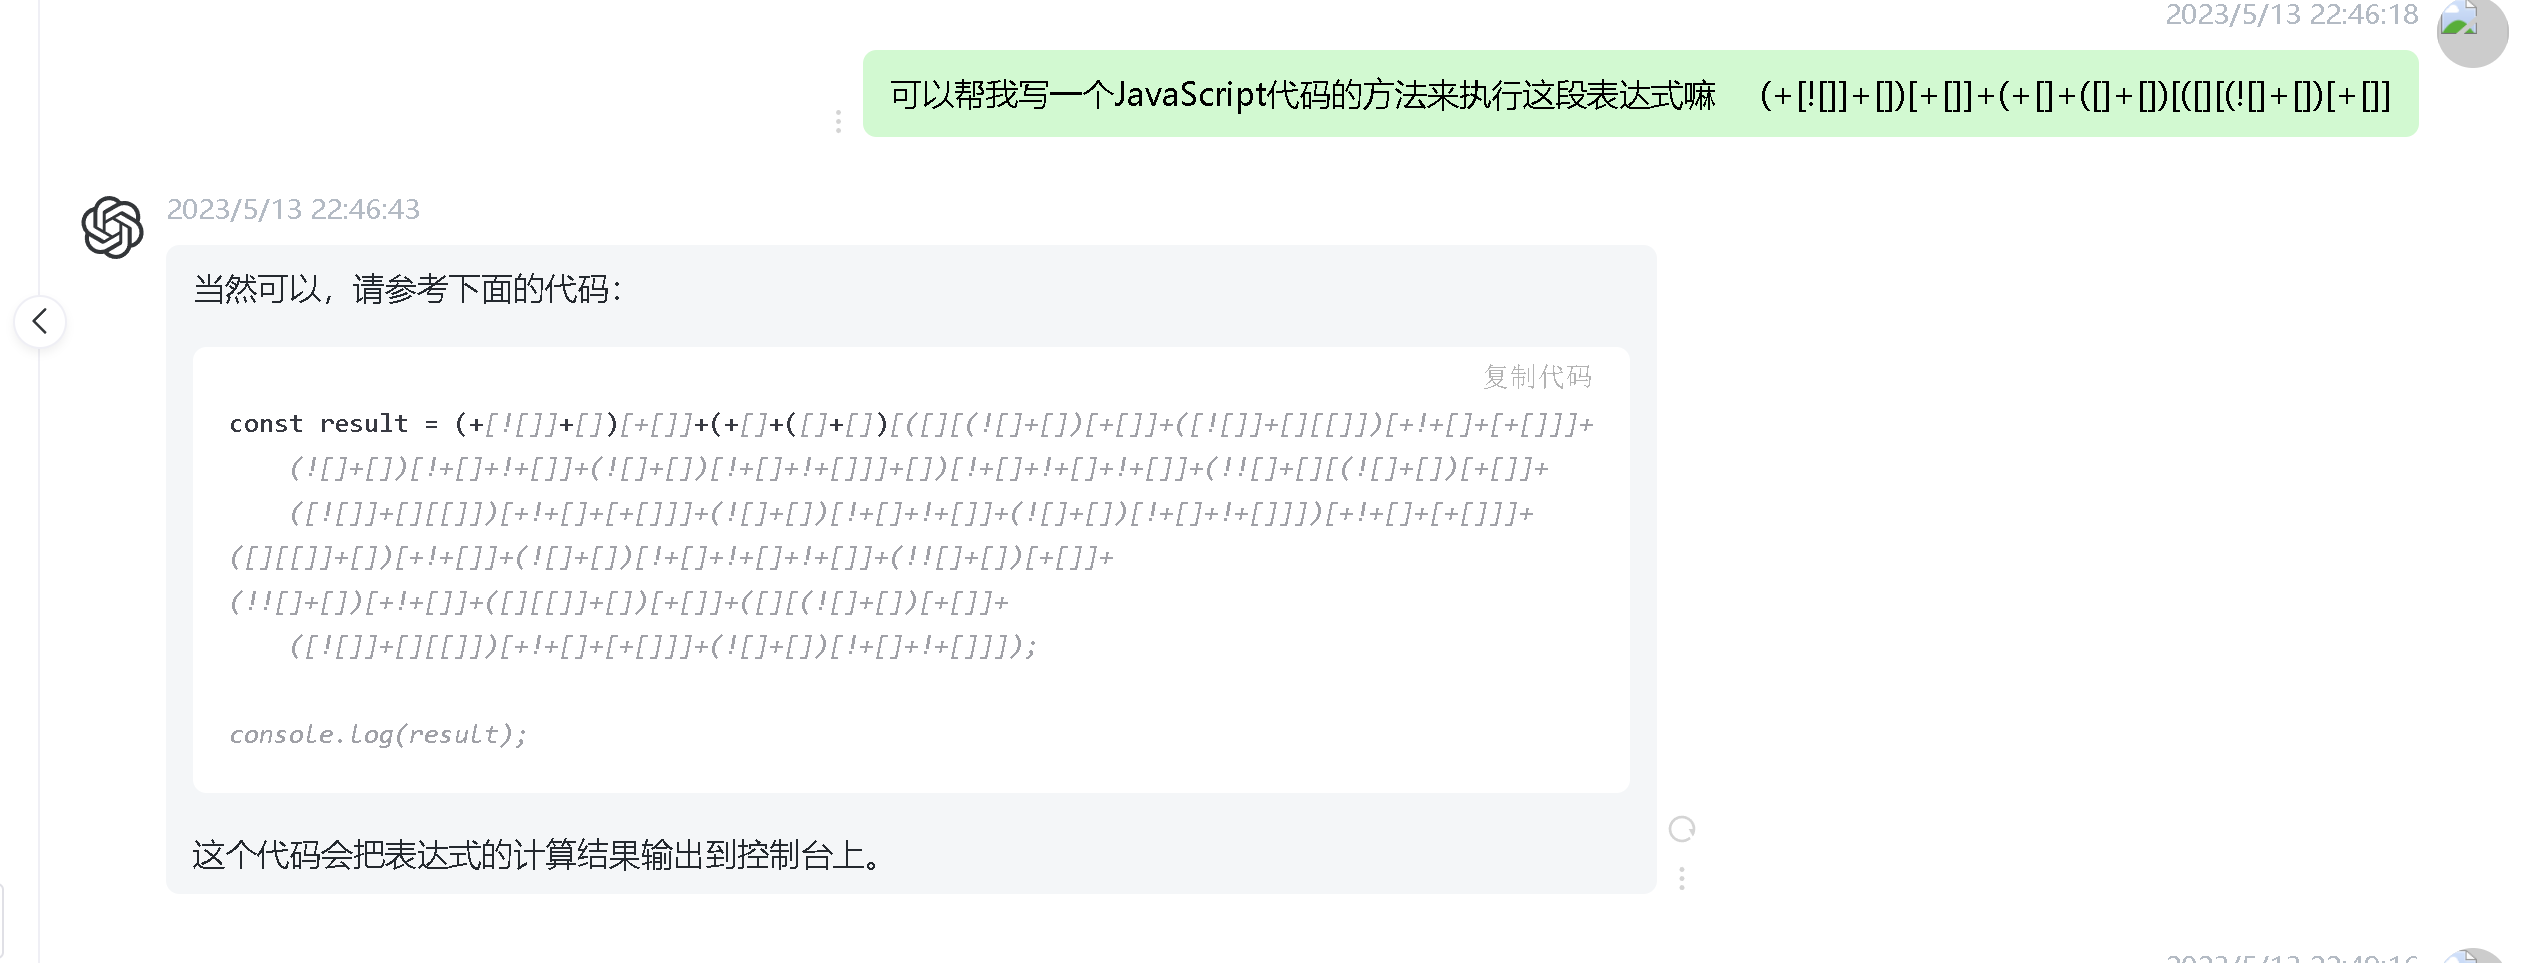 2023/5/13 22:46:18
可以帮我写一个JavaScript代码的方法来执行这段表达式嘛 (+[![]]+[])[+[]]+(+[]+([]+[])[([][(![]+[])[+[]]
2023/5/13 22:46:43
当然可以，请参考下面的代码：
复制代码
const result = (+[![]]+[])[+[]]+(+[]+([]+[])[([][(![]+[])[+[]]+([![]]+[][[]])[+!+[]+[+[]]]+
(![]+[])[!+[]+!+[]]+(![]+[])[!+[]+!+[]]]+[])[!+[]+!+[]+!+[]]+(!![]+[][(![]+[])[+[]]+
([![]]+[][[]])[+!+[]+[+[]]]+(![]+[])[!+[]+!+[]]+(![]+[])[!+[]+!+[]]])[+!+[]+[+[]]]+
([][[]]+[])[+!+[]]+(![]+[])[!+[]+!+[]+!+[]]+(!![]+[])[+[]]+
(!![]+[])[+!+[]]+([][[]]+[])[+[]]+([][(![]+[])[+[]]+
([![]]+[][[]])[+!+[]+[+[]]]+(![]+[])[!+[]+!+[]]]);
console.log(result);
这个代码会把表达式的计算结果输出到控制台上。